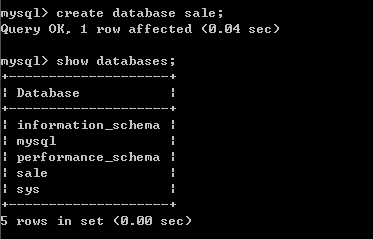 mysql> create database sale;
Query OK, 1 row affected (0.04 sec)
mysql> show databases;
+--------------------+
¦ Database           ¦
+--------------------+
¦ information_schema ¦
¦ mysql              ¦
¦ performance_schema ¦
¦ sale               ¦
¦ sys                ¦
+--------------------+
5 rows in set (0.00 sec)